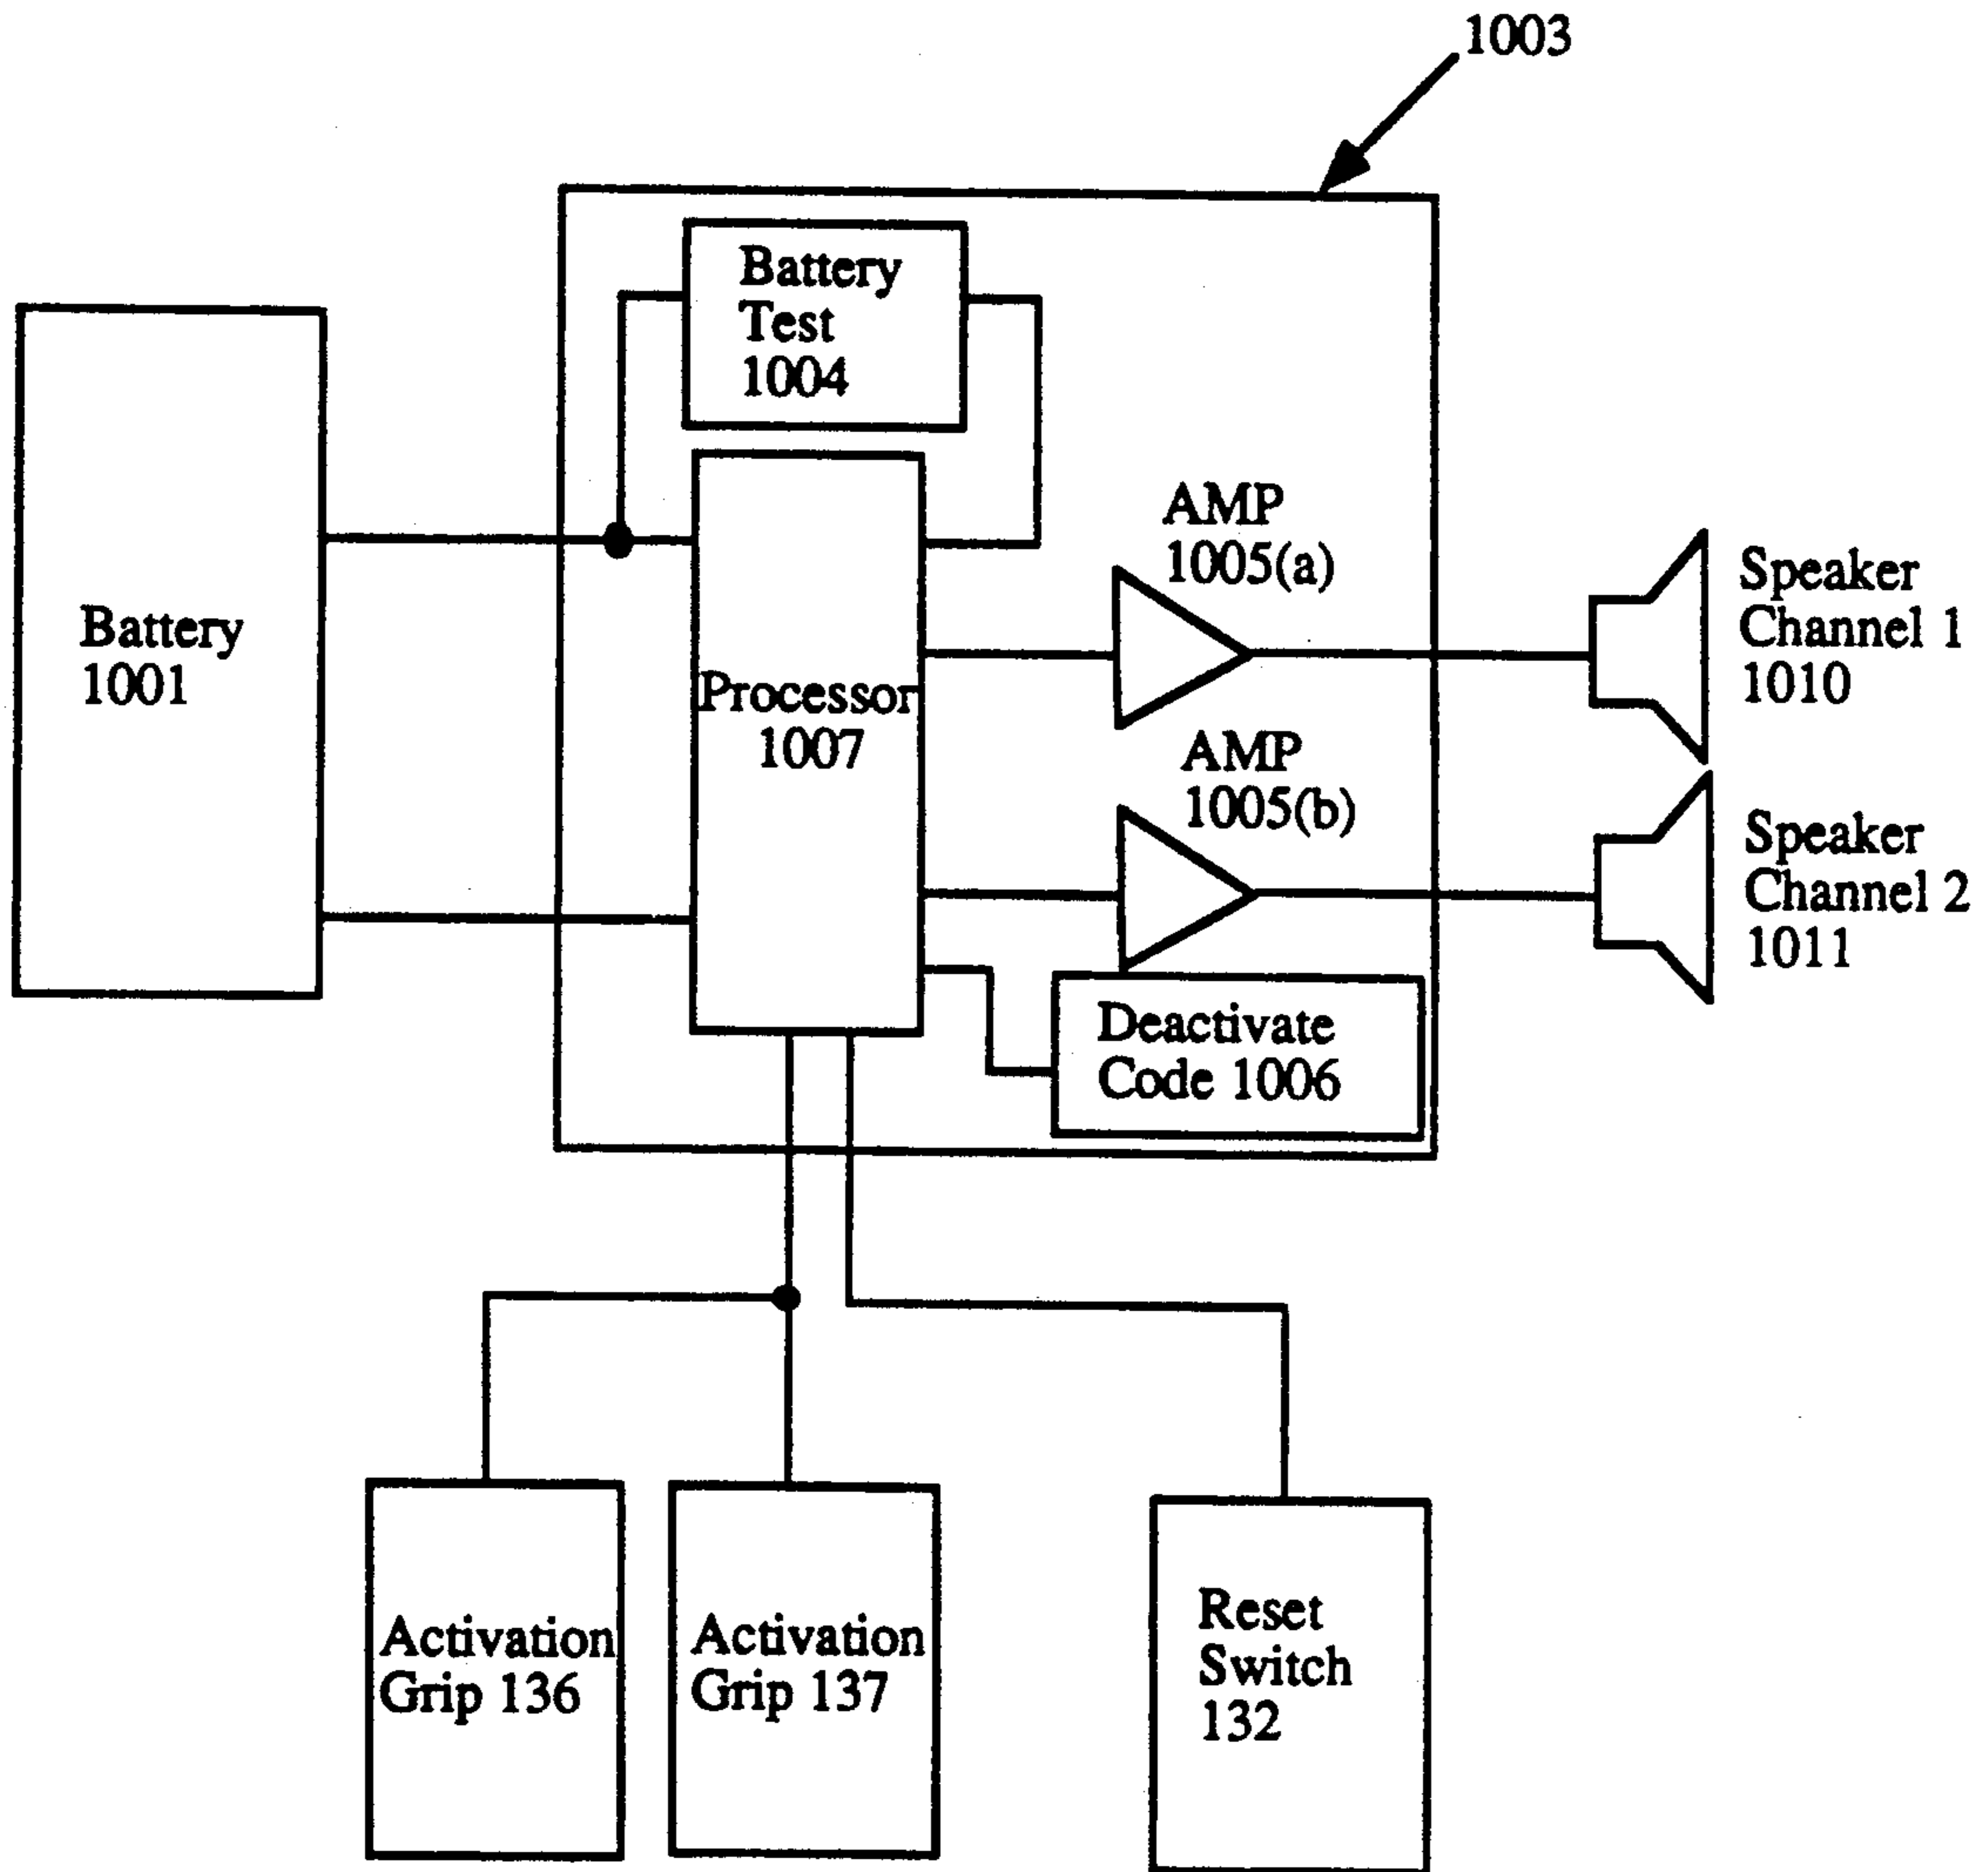 1003
Battery
Test
1004
AMP
1005(a)
Speaker
Channel 1
1010
Battery
1001
Processor
1007
AMP
1005(b)
Speaker
Channel 2
1011
Deactivate
Code 1006
Activation
Grip 136
Activation
Grip 137
Reset
Switch
132